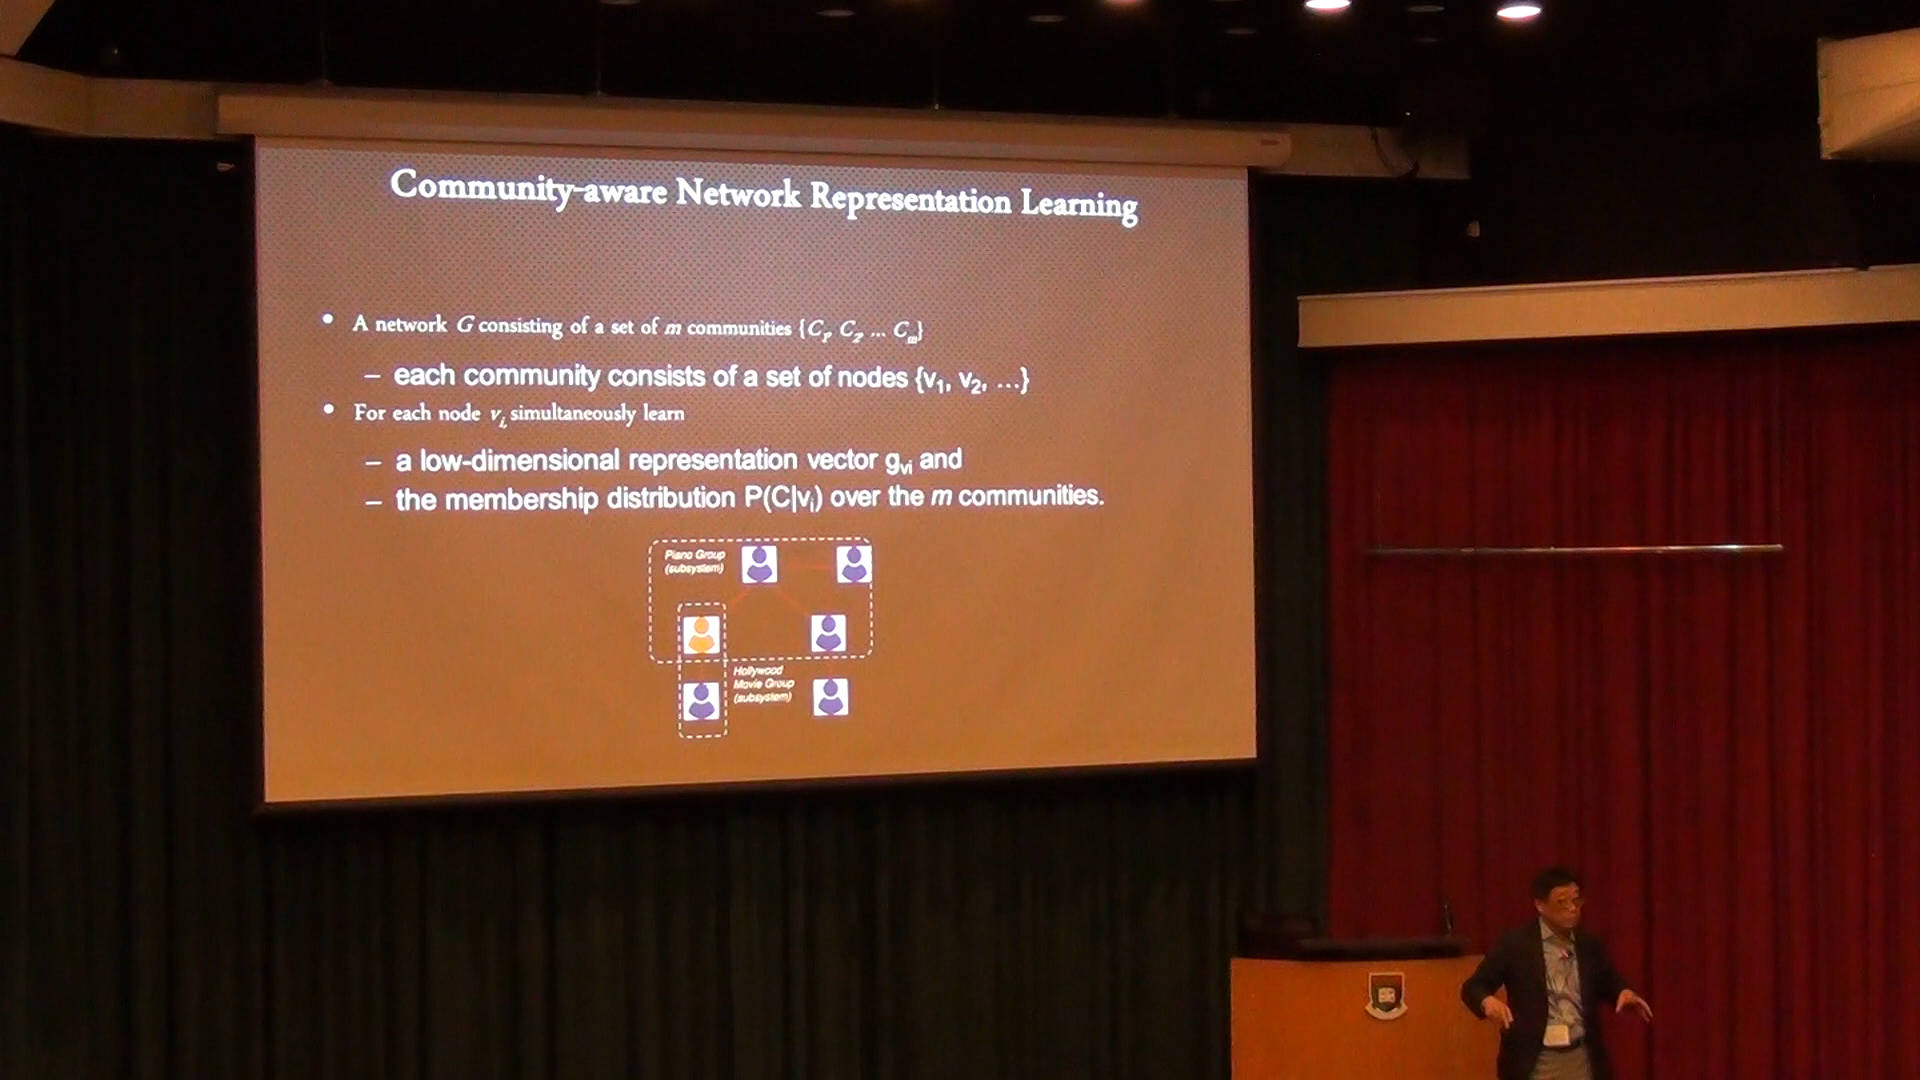 Community-aware Network Representation Learning
• A network G consisting of a set of m communities {C₁, C₂ ... Cₘ}
– each community consists of a set of nodes {v₁, v₂, ...}
• For each node vᵢ, simultaneously learn
– a low-dimensional representation vector gᵥᵢ and
– the membership distribution P(C|vᵢ) over the m communities.
Piano Group
(subsystem)
Hollywood
Movie Group
(subsystem)